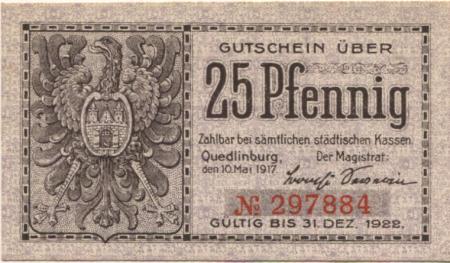 GUTSCHEIN ÜBER
25 Pfennig
Zahlbar bei sämtlichen städtischen Kassen.
Quedlinburg, Der Magistrat:
den 10. Mai 1917.
№ 297884
GÜLTIG BIS 31. DEZ. 1922.